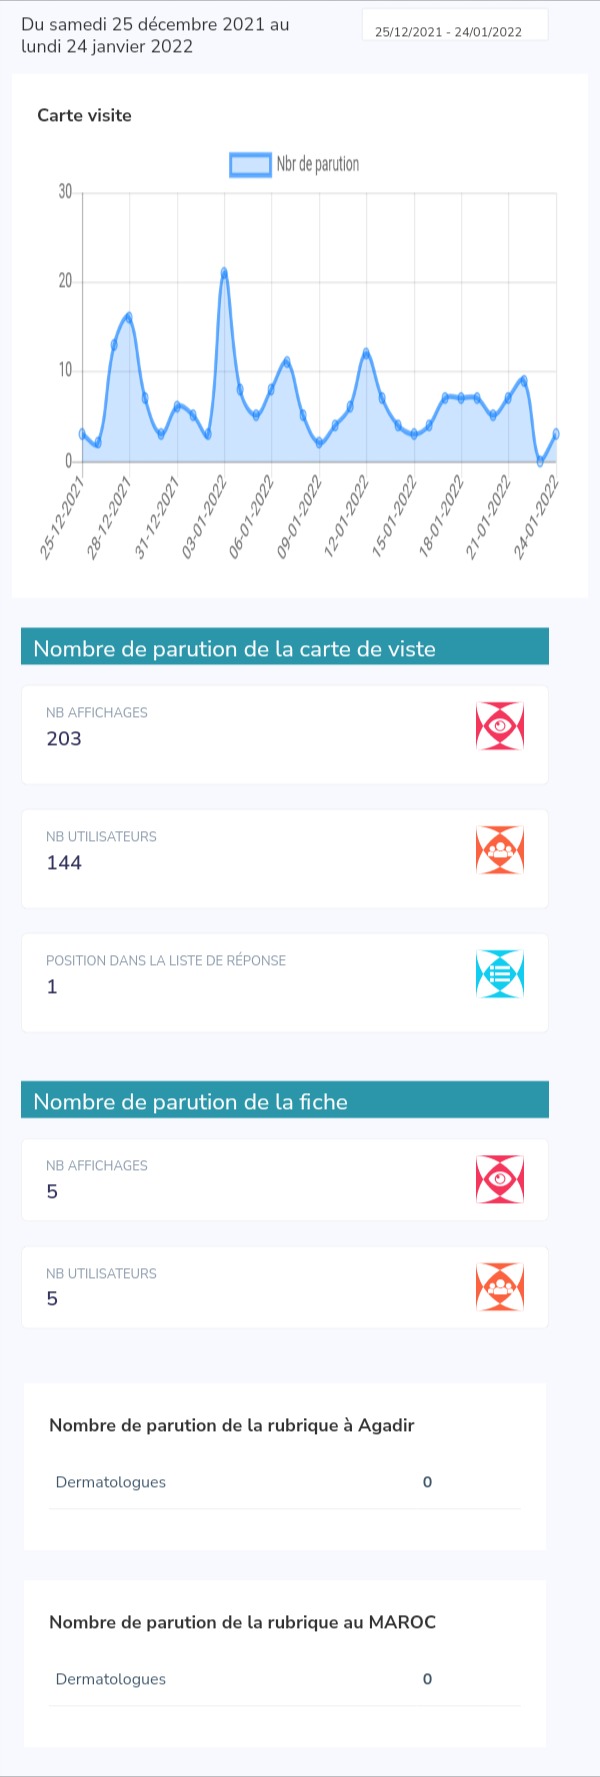 Du samedi 25 décembre 2021 au
lundi 24 janvier 2022
25/12/2021 - 24/01/2022
Carte visite
Nbr de parution
30
20
10
0
25-12-2021
28-12-2021
31-12-2021
03-01-2022
06-01-2022
09-01-2022
12-01-2022
15-01-2022
18-01-2022
21-01-2022
24-01-2022
Nombre de parution de la carte de viste
NB AFFICHAGES
203
NB UTILISATEURS
144
POSITION DANS LA LISTE DE RÉPONSE
1
Nombre de parution de la fiche
NB AFFICHAGES
5
NB UTILISATEURS
5
Nombre de parution de la rubrique à Agadir
Dermatologues 0
Nombre de parution de la rubrique au MAROC
Dermatologues 0